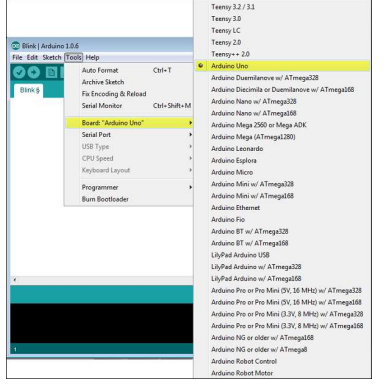 Blink | Arduino 1.0.6
File Edit Sketch Tools Help
Blink §
Auto Format Ctrl+T
Archive Sketch
Fix Encoding & Reload
Serial Monitor Ctrl+Shift+M
Board: "Arduino Uno"
Serial Port
USB Type
CPU Speed
Keyboard Layout
Programmer
Burn Bootloader
1
Teensy 3.2 / 3.1
Teensy 3.0
Teensy LC
Teensy 2.0
Teensy++ 2.0
Arduino Uno
Arduino Duemilanove w/ ATmega328
Arduino Diecimila or Duemilanove w/ ATmega168
Arduino Nano w/ ATmega328
Arduino Nano w/ ATmega168
Arduino Mega 2560 or Mega ADK
Arduino Mega (ATmega1280)
Arduino Leonardo
Arduino Esplora
Arduino Micro
Arduino Mini w/ ATmega328
Arduino Mini w/ ATmega168
Arduino Ethernet
Arduino Fio
Arduino BT w/ ATmega328
Arduino BT w/ ATmega168
LilyPad Arduino USB
LilyPad Arduino w/ ATmega328
LilyPad Arduino w/ ATmega168
Arduino Pro or Pro Mini (5V, 16 MHz) w/ ATmega328
Arduino Pro or Pro Mini (5V, 16 MHz) w/ ATmega168
Arduino Pro or Pro Mini (3.3V, 8 MHz) w/ ATmega328
Arduino Pro or Pro Mini (3.3V, 8 MHz) w/ ATmega168
Arduino NG or older w/ ATmega168
Arduino NG or older w/ ATmega8
Arduino Robot Control
Arduino Robot Motor